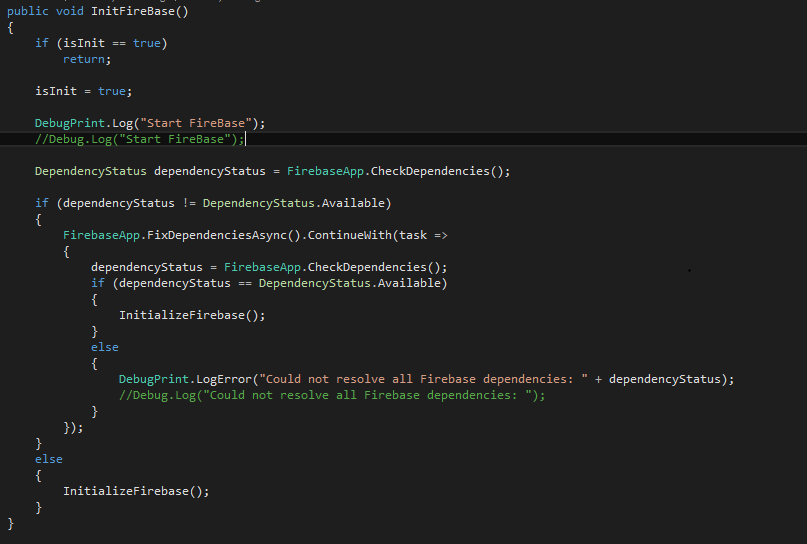 public void InitFireBase()
{
if (isInit == true)
return;
isInit = true;
DebugPrint.Log("Start FireBase");
//Debug.Log("Start FireBase");
DependencyStatus dependencyStatus = FirebaseApp.CheckDependencies();
if (dependencyStatus != DependencyStatus.Available)
{
FirebaseApp.FixDependenciesAsync().ContinueWith(task =>
{
dependencyStatus = FirebaseApp.CheckDependencies();
if (dependencyStatus == DependencyStatus.Available)
{
InitializeFirebase();
}
else
{
DebugPrint.LogError("Could not resolve all Firebase dependencies: " + dependencyStatus);
//Debug.Log("Could not resolve all Firebase dependencies: ");
}
});
}
else
{
InitializeFirebase();
}
}